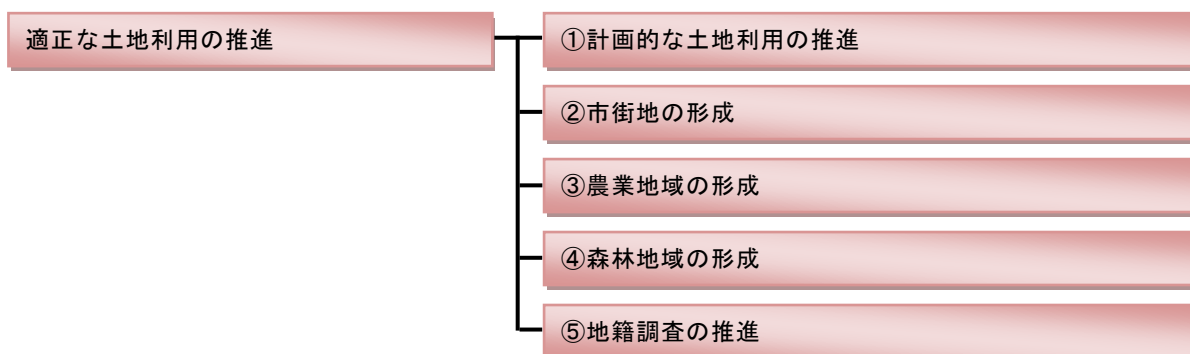 適正な土地利用の推進
①計画的な土地利用の推進
②市街地の形成
③農業地域の形成
④森林地域の形成
⑤地籍調査の推進